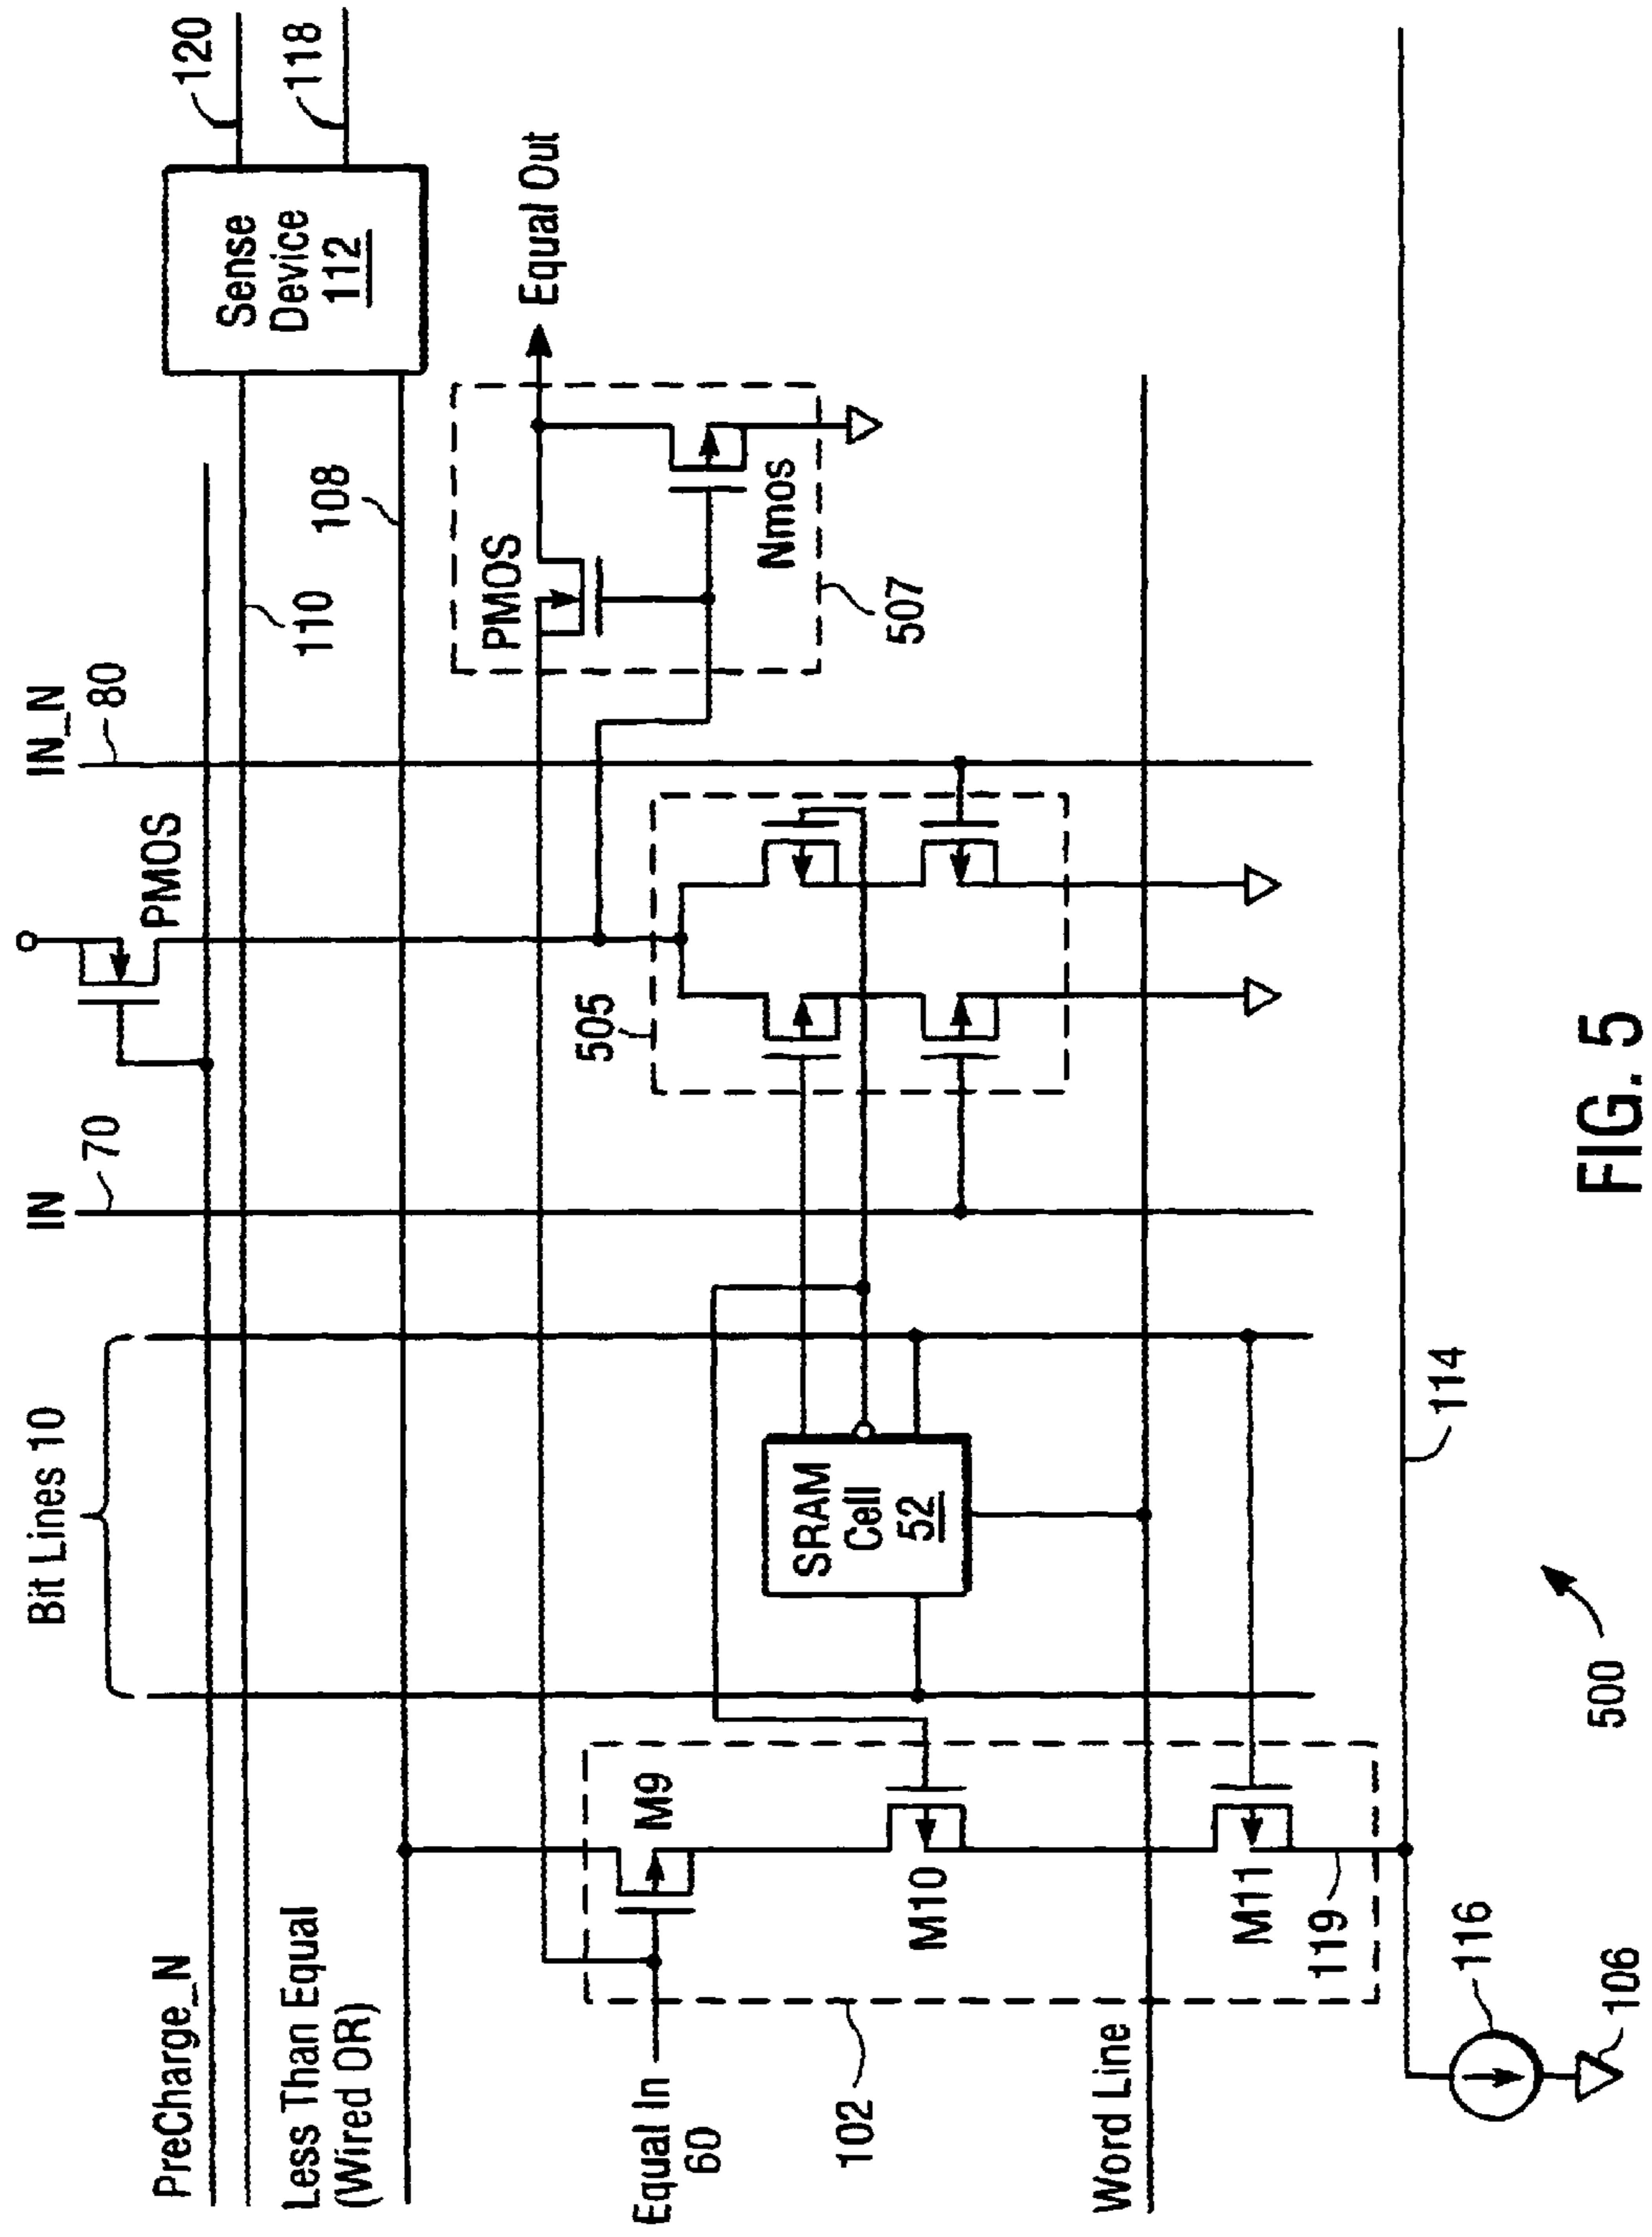 PreCharge_N
Less Than Equal
(Wired OR)
Equal In
60
102
Word Line
M9
M10
M11
119
116
106
500
Bit Lines 10
SRAM
Cell
52
114
IN
70
505
PMOS
IN_N
80
110
108
PMOS
Nmos
507
Equal Out
Sense
Device
112
120
118
FIG. 5